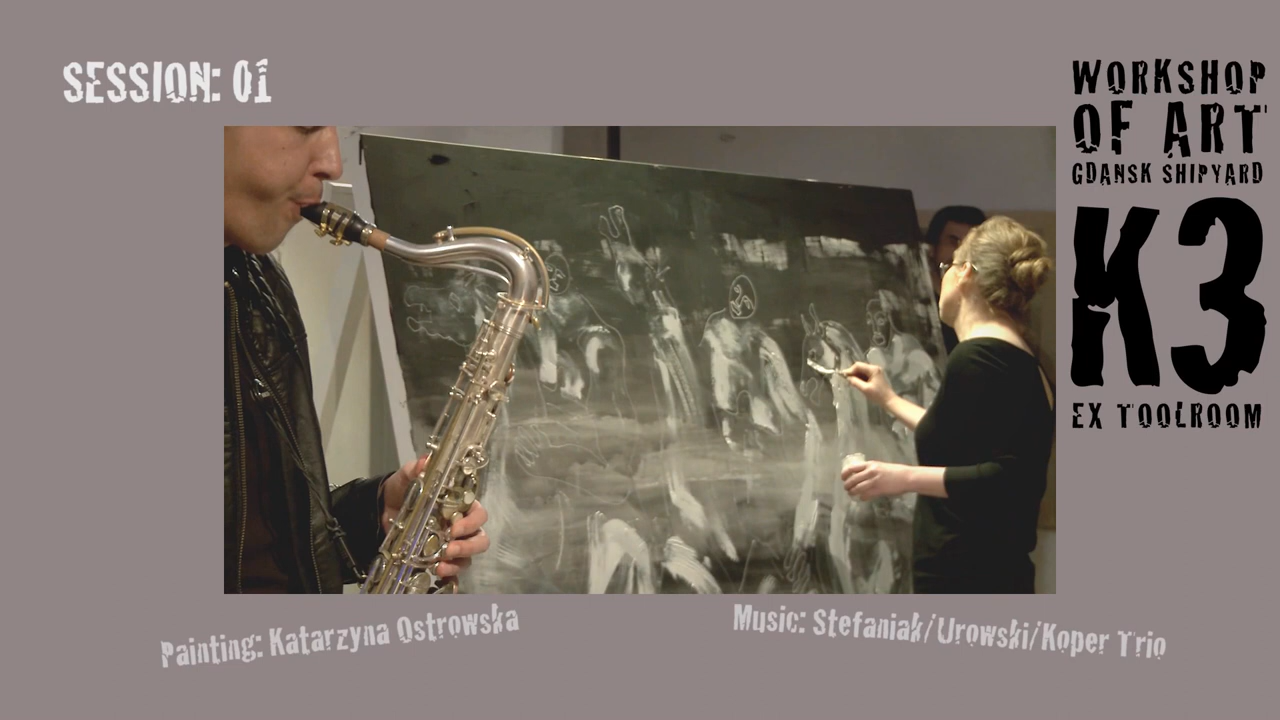 SESSION: 01
WORKSHOP
OF ART
GDANSK SHIPYARD
K3
EX TOOLROOM
Painting: Katarzyna Ostrowska
Music: Stefaniak/Urowski/Koper Trio